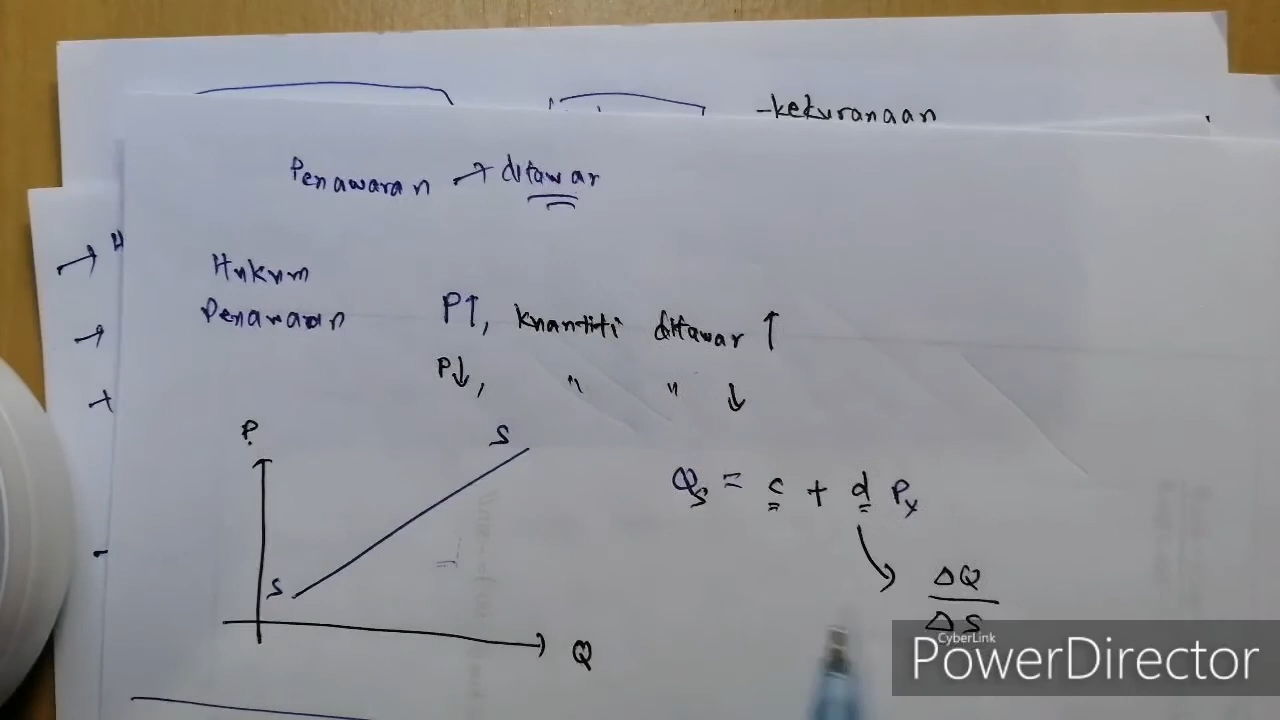 -kekuranaan
Penawaran → ditawar
Hukum
Penawaran
P↑, kuantiti ditawar ↑
P↓, " " ↓
P
S
S
Q
Qs = c + d Px
ΔQ
ΔS
CyberLink
PowerDirector